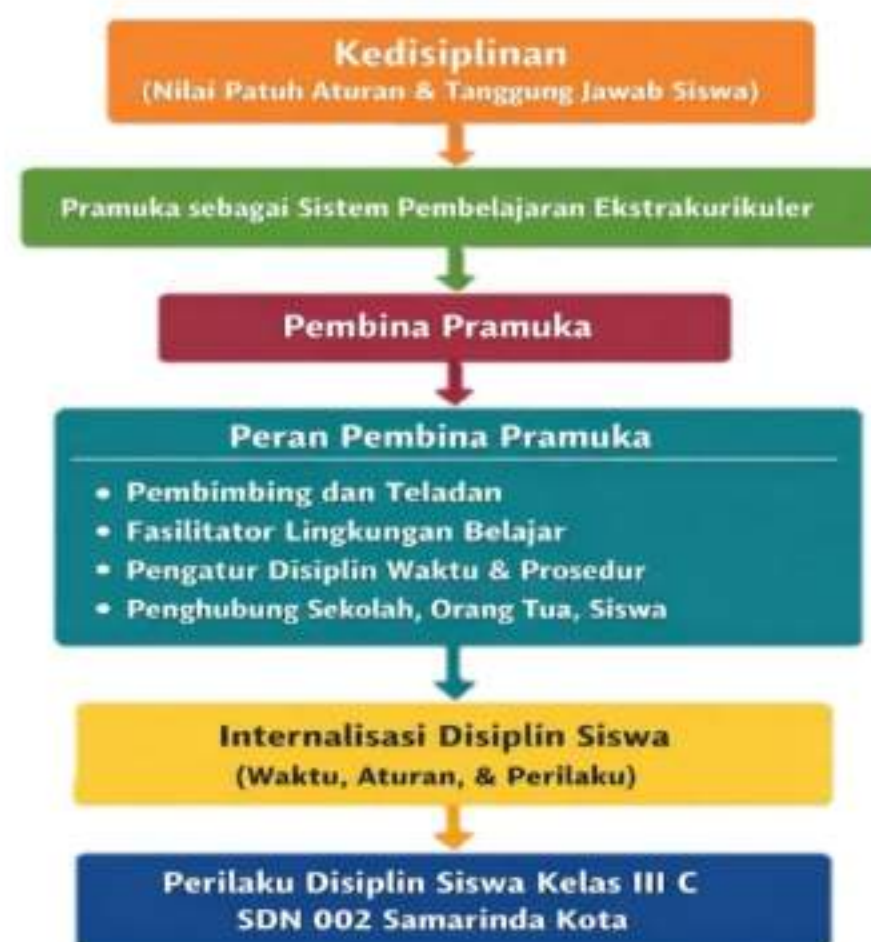 Kedisiplinan
(Nilai Patuh Aturan & Tanggung Jawab Siswa)
Pramuka sebagai Sistem Pembelajaran Ekstrakurikuler
Pembina Pramuka
Peran Pembina Pramuka
• Pembimbing dan Teladan
• Fasilitator Lingkungan Belajar
• Pengatur Disiplin Waktu & Prosedur
• Penghubung Sekolah, Orang Tua, Siswa
Internalisasi Disiplin Siswa
(Waktu, Aturan, & Perilaku)
Perilaku Disiplin Siswa Kelas III C
SDN 002 Samarinda Kota